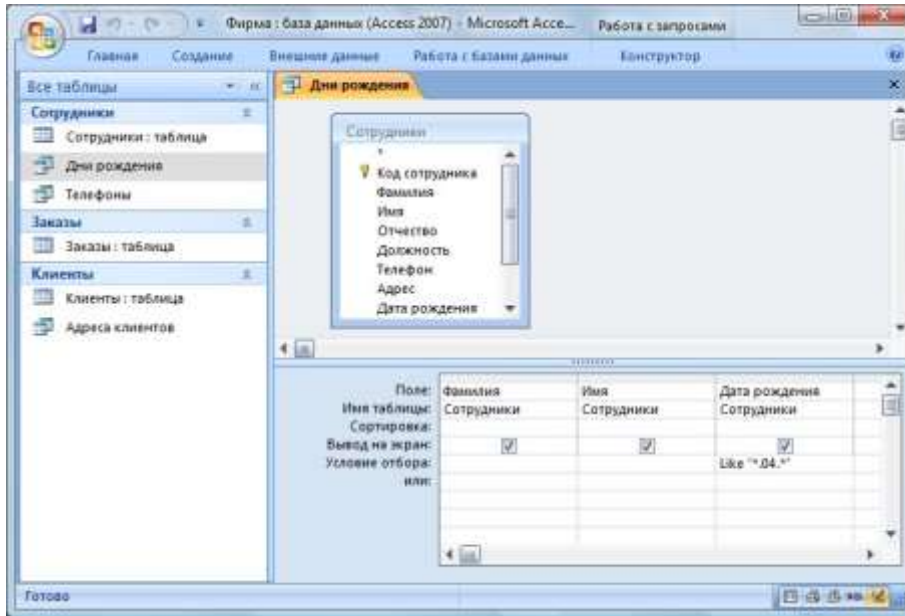 Фирма : база данных (Access 2007) - Microsoft Acce...
Работа с запросами
Главная Создание Внешние данные Работа с базами данных Конструктор
Все таблицы
Дни рождения
Сотрудники
Сотрудники : таблица
Дни рождения
Телефоны
Заказы
Заказы : таблица
Клиенты
Клиенты : таблица
Адреса клиентов
Сотрудники
*
Код сотрудника
Фамилия
Имя
Отчество
Должность
Телефон
Адрес
Дата рождения
Поле: Фамилия Имя Дата рождения
Имя таблицы: Сотрудники Сотрудники Сотрудники
Сортировка:
Вывод на экран:
Условие отбора: Like "*.04.*"
или:
Готово